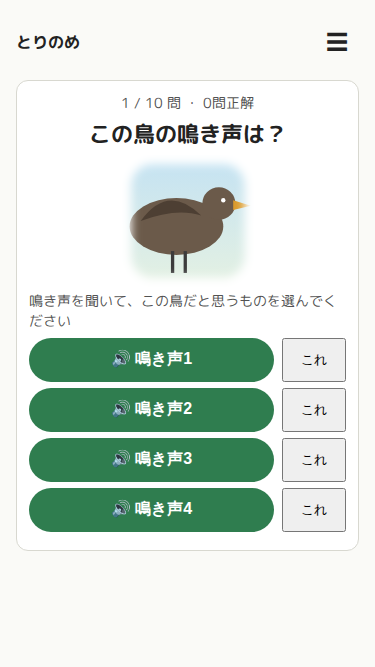 とりのめ
1 / 10 問 · 0問正解
この鳥の鳴き声は？
鳴き声を聞いて、この鳥だと思うものを選んでく
ださい
🔊 鳴き声1
これ
🔊 鳴き声2
これ
🔊 鳴き声3
これ
🔊 鳴き声4
これ